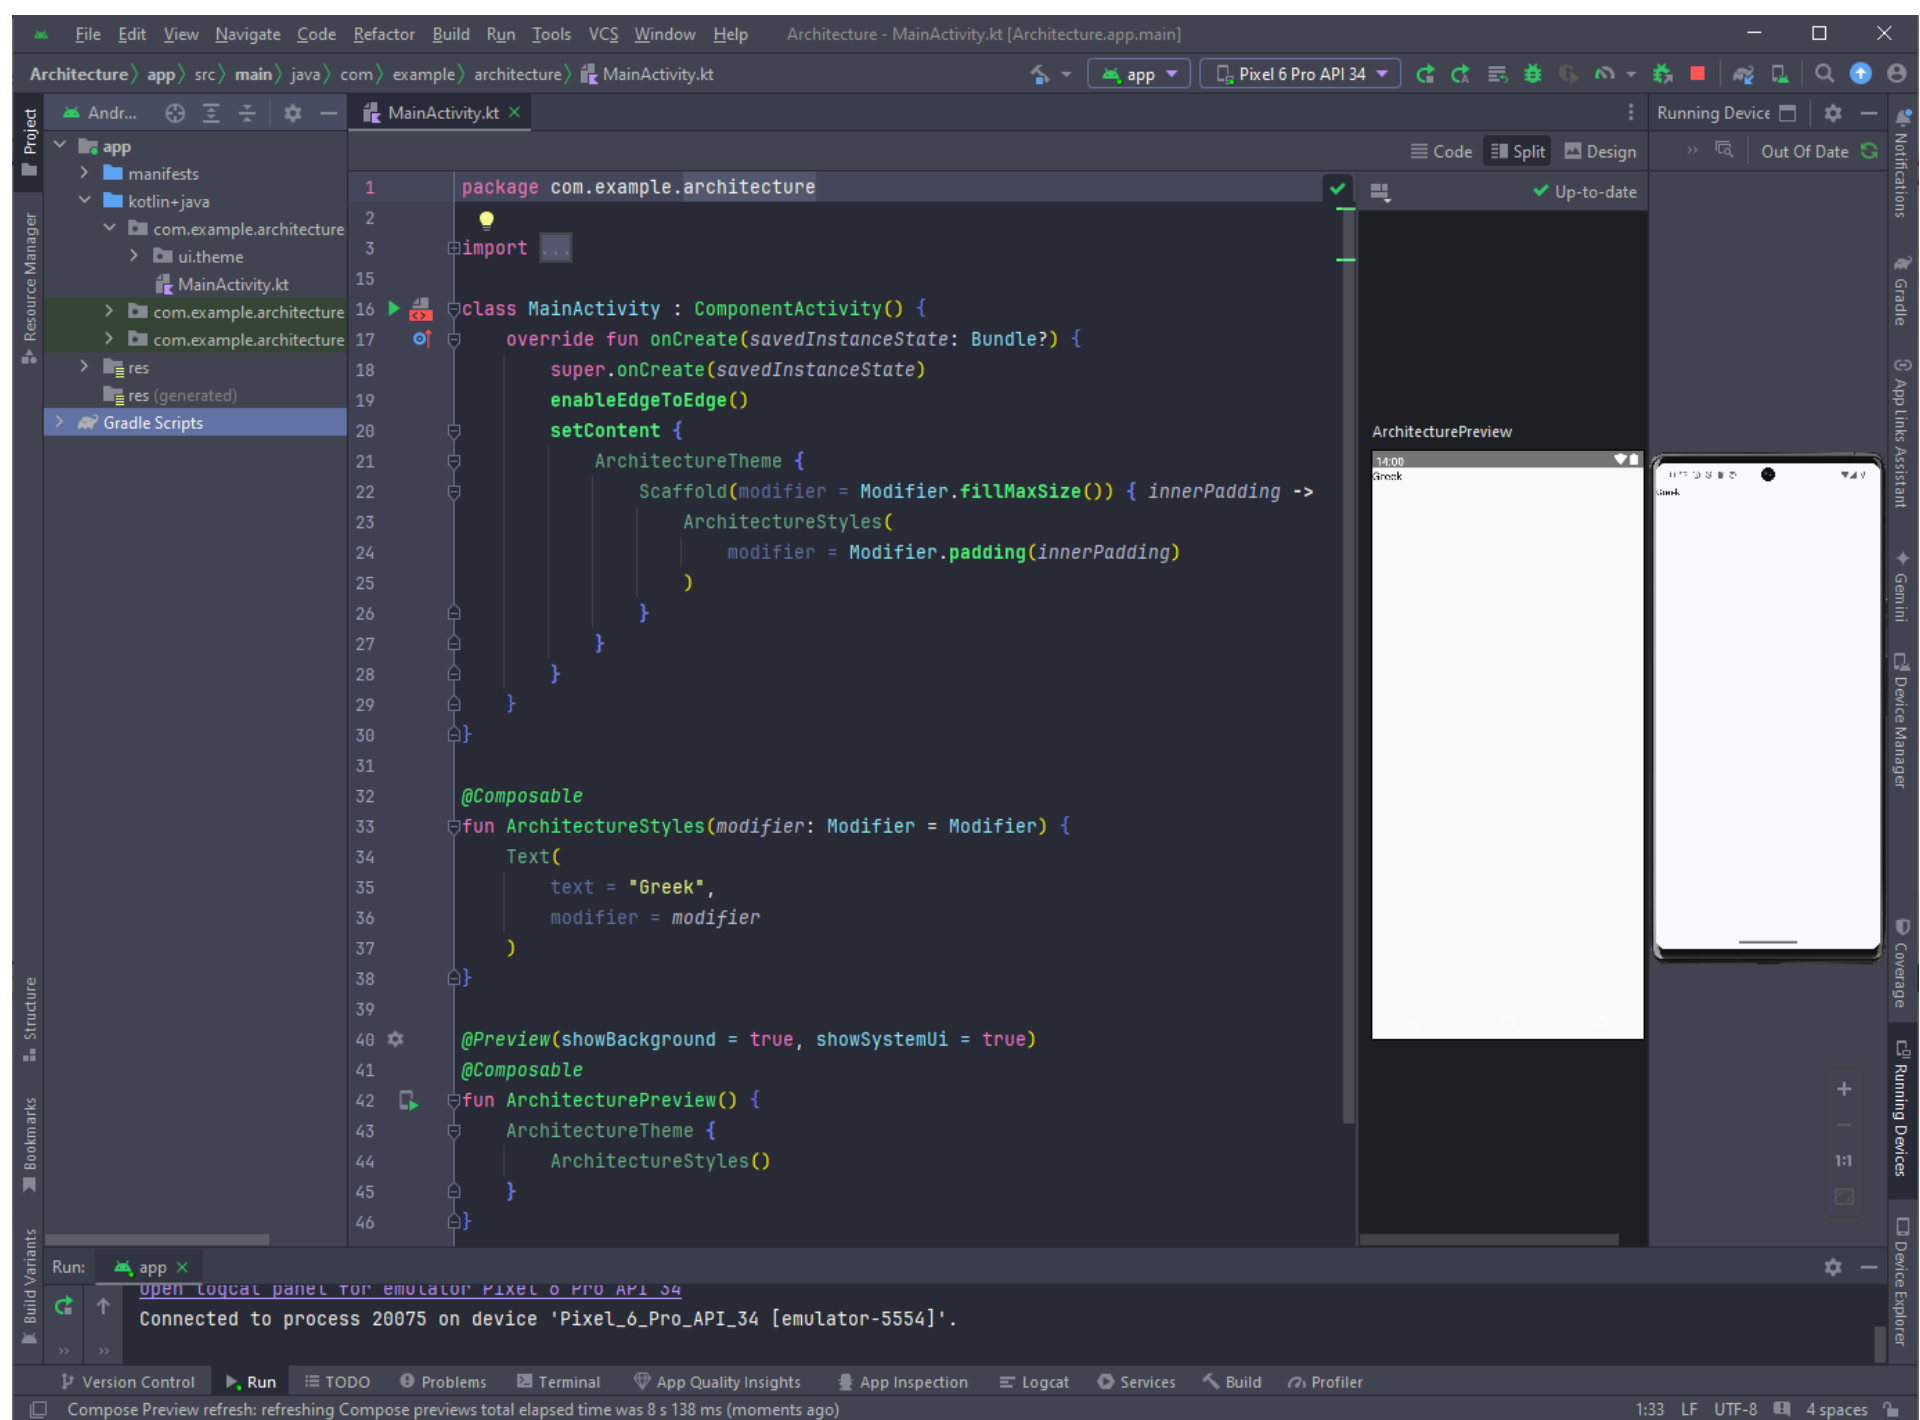 File Edit View Navigate Code Refactor Build Run Tools VCS Window Help Architecture - MainActivity.kt [Architecture.app.main]
Architecture app src main java com example architecture MainActivity.kt app Pixel 6 Pro API 34
Andr...
MainActivity.kt
Running Device
Code Split Design
Out Of Date
Up-to-date
Project
Resource Manager
Structure
Bookmarks
Build Variants
app
manifests
kotlin+java
com.example.architecture
ui.theme
MainActivity.kt
com.example.architecture
com.example.architecture
res
res (generated)
Gradle Scripts
1 package com.example.architecture
2
3 import ...
15
16 class MainActivity : ComponentActivity() {
17 override fun onCreate(savedInstanceState: Bundle?) {
18 super.onCreate(savedInstanceState)
19 enableEdgeToEdge()
20 setContent {
21 ArchitectureTheme {
22 Scaffold(modifier = Modifier.fillMaxSize()) { innerPadding ->
23 ArchitectureStyles(
24 modifier = Modifier.padding(innerPadding)
25 )
26 }
27 }
28 }
29 }
30 }
31
32 @Composable
33 fun ArchitectureStyles(modifier: Modifier = Modifier) {
34 Text(
35 text = "Greek",
36 modifier = modifier
37 )
38 }
39
40 @Preview(showBackground = true, showSystemUi = true)
41 @Composable
42 fun ArchitecturePreview() {
43 ArchitectureTheme {
44 ArchitectureStyles()
45 }
46 }
ArchitecturePreview
14:00
Greek
Greek
1:1
Notifications
Gradle
App Links Assistant
Gemini
Device Manager
Coverage
Running Devices
Device Explorer
Run: app
Open logcat panel for emulator Pixel 6 Pro API 34
Connected to process 20075 on device 'Pixel_6_Pro_API_34 [emulator-5554]'.
Version Control Run TODO Problems Terminal App Quality Insights App Inspection Logcat Services Build Profiler
Compose Preview refresh: refreshing Compose previews total elapsed time was 8 s 138 ms (moments ago) 1:33 LF UTF-8 4 spaces